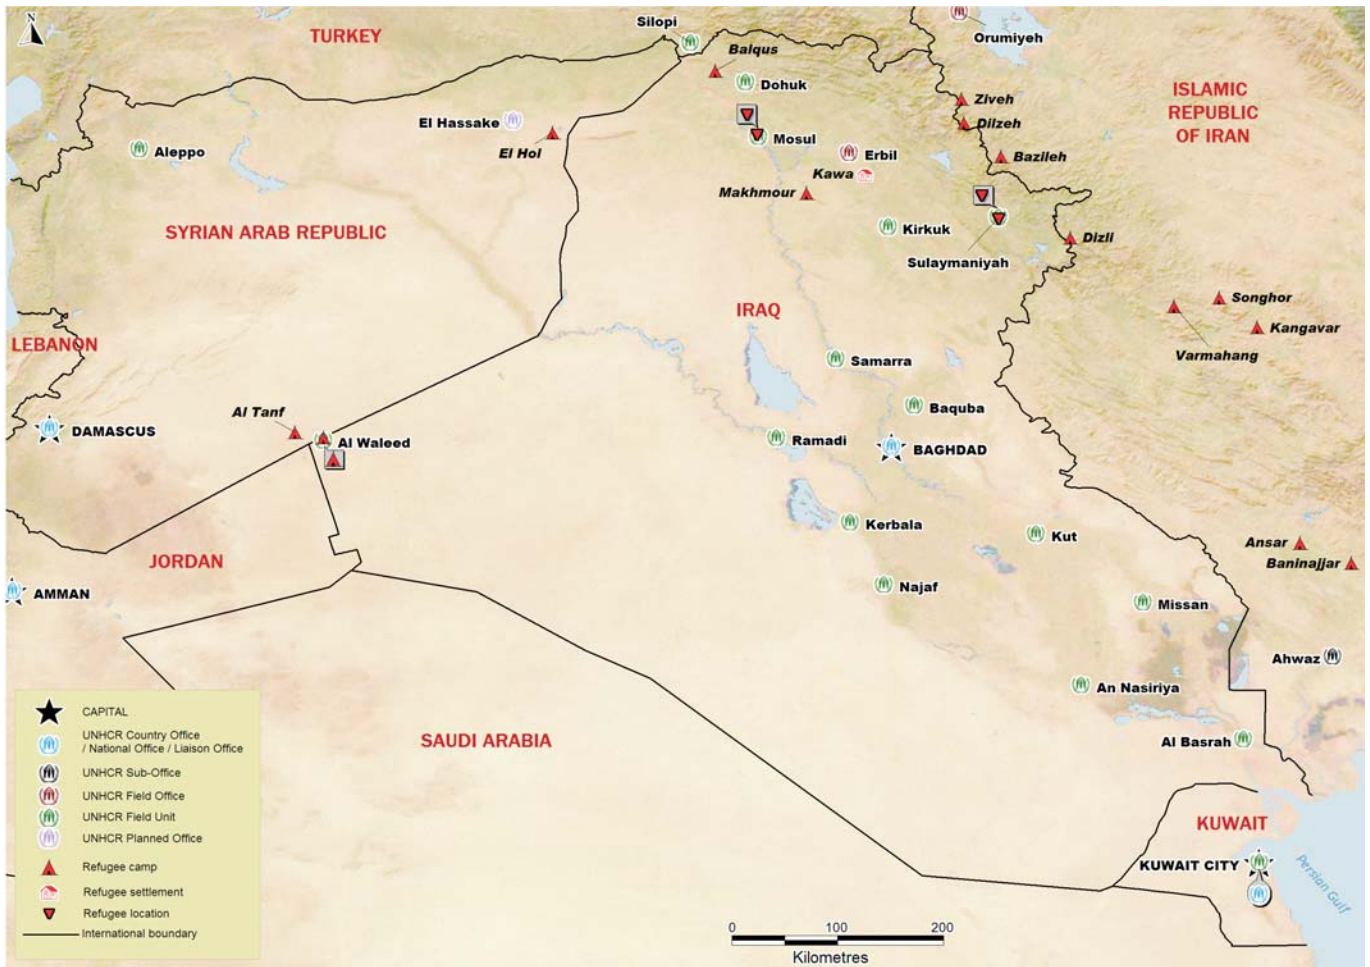 N
Silopi
TURKEY
Orumiyeh
Balqus
Dohuk
ISLAMIC
REPUBLIC
OF IRAN
Ziveh
Dilzeh
El Hassake
Aleppo
El Hol
Mosul
Erbil
Bazileh
Kawa
Makhmour
SYRIAN ARAB REPUBLIC
Kirkuk
Dizli
Sulaymaniyah
Songhor
IRAQ
Kangavar
LEBANON
Varmahang
Samarra
Al Tanf
Baquba
DAMASCUS
Al Waleed
Ramadi
BAGHDAD
Kerbala
Kut
Ansar
JORDAN
Baninajjar
AMMAN
Najaf
Missan
Ahwaz
An Nasiriya
SAUDI ARABIA
Al Basrah
KUWAIT
KUWAIT CITY
Persian Gulf
CAPITAL
UNHCR Country Office
/ National Office / Liaison Office
UNHCR Sub-Office
UNHCR Field Office
UNHCR Field Unit
UNHCR Planned Office
Refugee camp
Refugee settlement
Refugee location
International boundary
0 100 200
Kilometres